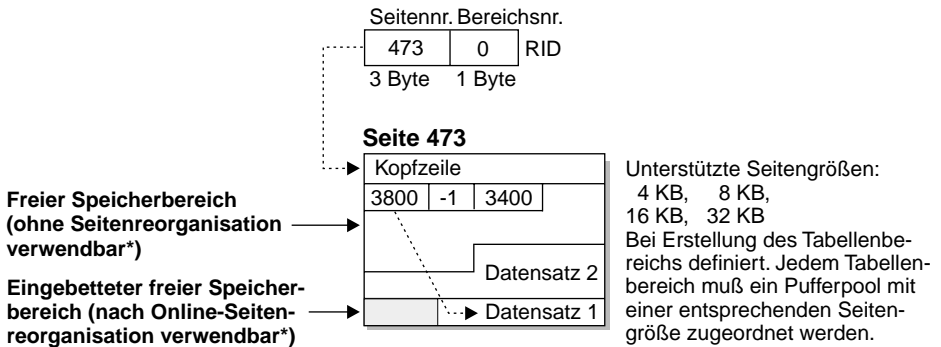 Seitennr. Bereichsnr.
473 0 RID
3 Byte 1 Byte
Seite 473
Kopfzeile
3800 -1 3400
Datensatz 2
Datensatz 1
Freier Speicherbereich
(ohne Seitenreorganisation
verwendbar*)
Eingebetteter freier Speicher-
bereich (nach Online-Seiten-
reorganisation verwendbar*)
Unterstützte Seitengrößen:
4 KB, 8 KB,
16 KB, 32 KB
Bei Erstellung des Tabellenbe-
reichs definiert. Jedem Tabellen-
bereich muß ein Pufferpool mit
einer entsprechenden Seiten-
größe zugeordnet werden.